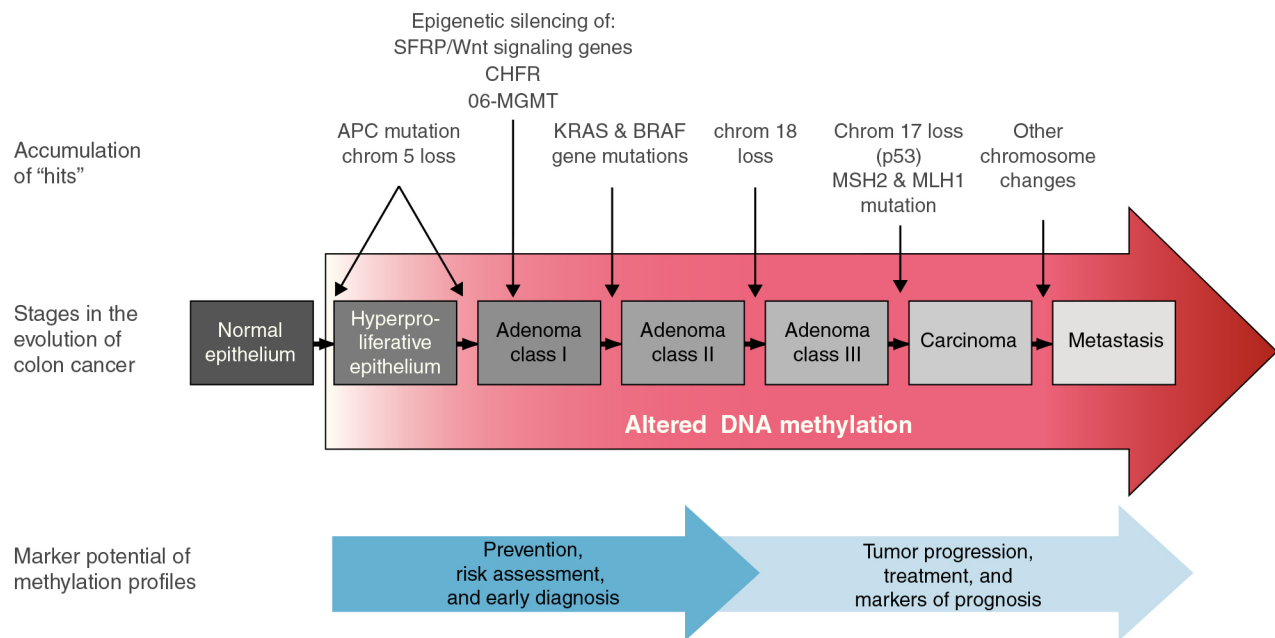 Epigenetic silencing of:
SFRP/Wnt signaling genes
CHFR
06-MGMT
Accumulation
of “hits”
APC mutation
chrom 5 loss
KRAS & BRAF
gene mutations
chrom 18
loss
Chrom 17 loss
(p53)
MSH2 & MLH1
mutation
Other
chromosome
changes
Stages in the
evolution of
colon cancer
Normal
epithelium
Hyperpro-
liferative
epithelium
Adenoma
class I
Adenoma
class II
Adenoma
class III
Carcinoma
Metastasis
Altered DNA methylation
Marker potential of
methylation profiles
Prevention,
risk assessment,
and early diagnosis
Tumor progression,
treatment, and
markers of prognosis